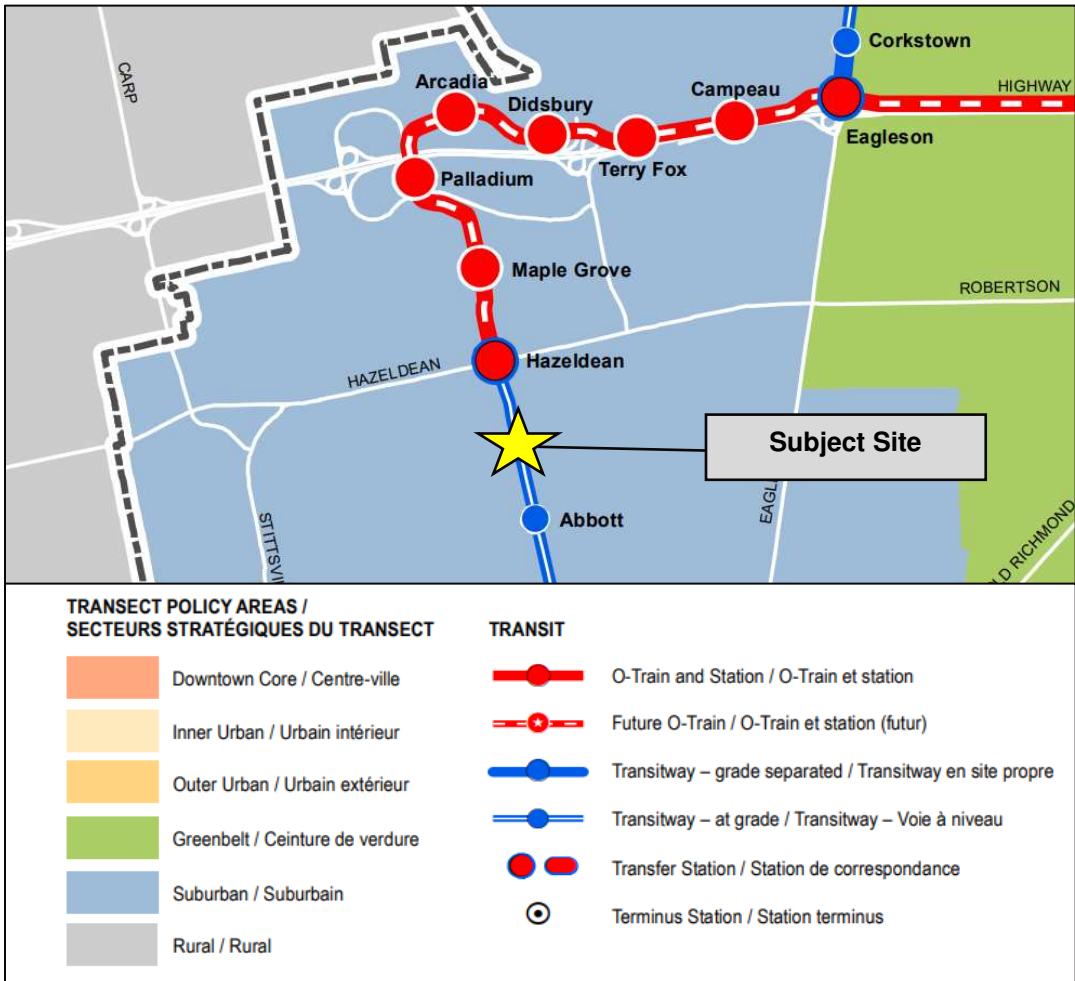 Corkstown
CARP
Arcadia
Didsbury
Campeau
HIGHWAY
Eagleson
Terry Fox
Palladium
Maple Grove
ROBERTSON
HAZELDEAN
Hazeldean
Subject Site
Abbott
STITTSVI
EAGL
LD RICHMOND
TRANSECT POLICY AREAS /
SECTEURS STRATÉGIQUES DU TRANSECT
Downtown Core / Centre-ville
Inner Urban / Urbain intérieur
Outer Urban / Urbain extérieur
Greenbelt / Ceinture de verdure
Suburban / Suburbain
Rural / Rural
TRANSIT
O-Train and Station / O-Train et station
Future O-Train / O-Train et station (futur)
Transitway – grade separated / Transitway en site propre
Transitway – at grade / Transitway – Voie à niveau
Transfer Station / Station de correspondance
Terminus Station / Station terminus